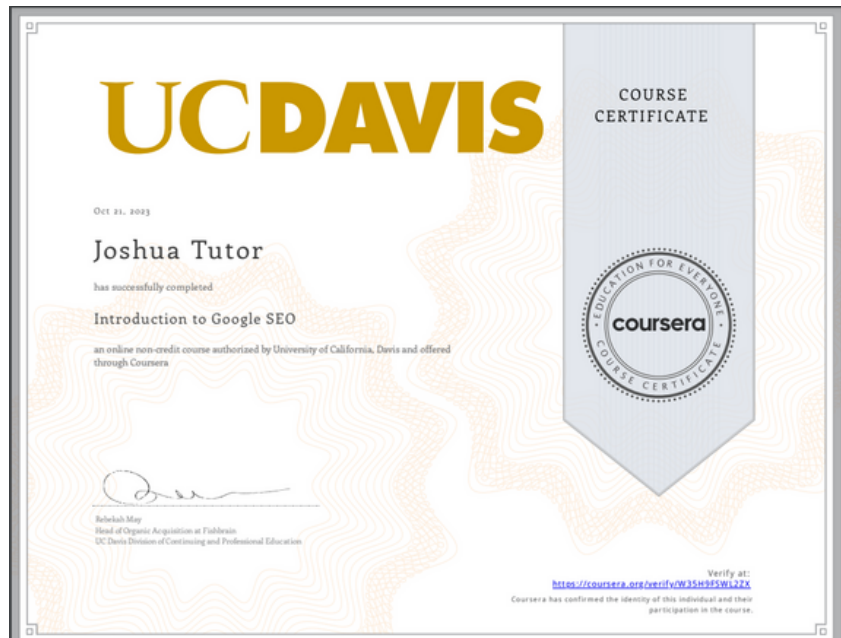 UCDAVIS
COURSE
CERTIFICATE
Oct 21, 2023
Joshua Tutor
has successfully completed
Introduction to Google SEO
an online non-credit course authorized by University of California, Davis and offered
through Coursera
EDUCATION FOR EVERYONE
coursera
COURSE CERTIFICATE
Rebekah May
Head of Organic Acquisition at Fishbrain
UC Davis Division of Continuing and Professional Education
Verify at:
https://coursera.org/verify/W35H9FSWL2ZX
Coursera has confirmed the identity of this individual and their
participation in the course.